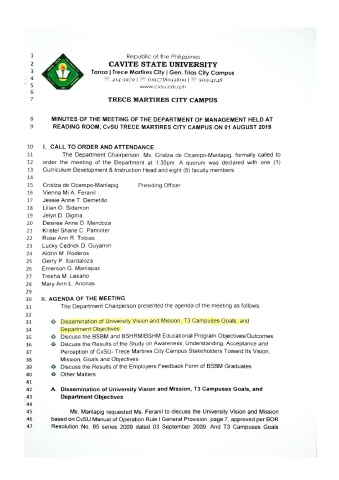 1 Republic of the Philippines
2 CAVITE STATE UNIVERSITY
3 Tanza | Trece Martires City | Gen. Trias City Campus
4
5 www.cvsu.edu.ph
6
7 TRECE MARTIRES CITY CAMPUS
8 MINUTES OF THE MEETING OF THE DEPARTMENT OF MANAGEMENT HELD AT
9 READING ROOM, CvSU TRECE MARTIRES CITY CAMPUS ON 01 AUGUST 2019
10 I. CALL TO ORDER AND ATTENDANCE
11 The Department Chairperson, Ms. Cristza de Ocampo-Manlapig, formally called to
12 order the meeting of the Department at 1:30pm. A quorum was declared with one (1)
13 Curriculum Development & Instruction Head and eight (8) faculty members
14
15 Cristza de Ocampo-Manlapig Presiding Officer
16 Vienna Mi A. Feranil
17 Jessie Anne T. Demetillo
18 Lilian O. Sidamon
19 Jelyn D. Digma
20 Desiree Anne D. Mendoza
21 Kristel Shane C. Paminter
22 Rose Ann R. Tobias
23 Lucky Cedrick D. Guyamin
24 Aldrin M. Roderos
25 Gerry P. Ibardaloza
26 Emerson G. Manlapaz
27 Tresha M. Lasano
28 Mary Ann L. Anonas
29
30 II. AGENDA OF THE MEETING
31 The Department Chairperson presented the agenda of the meeting as follows:
32
33 Dissemination of University Vision and Mission, T3 Campuses Goals, and
34 Department Objectives
35 Discuss the BSBM and BSHRM/BSHM Educational Program Objectives/Outcomes
36 Discuss the Results of the Study on Awareness, Understanding, Acceptance and
37 Perception of CvSU- Trece Martires City Campus Stakeholders Toward Its Vision,
38 Mission, Goals and Objectives
39 Discuss the Results of the Employers Feedback Form of BSBM Graduates
40 Other Matters
41
42 A. Dissemination of University Vision and Mission, T3 Campuses Goals, and
43 Department Objectives
44
45 Ms. Manlapig requested Ms. Feranil to discuss the University Vision and Mission
46 based on CvSU Manual of Operation Rule I General Provision, page 7, approved per BOR
47 Resolution No. 85 series 2009 dated 03 September 2009. And T3 Campuses Goals